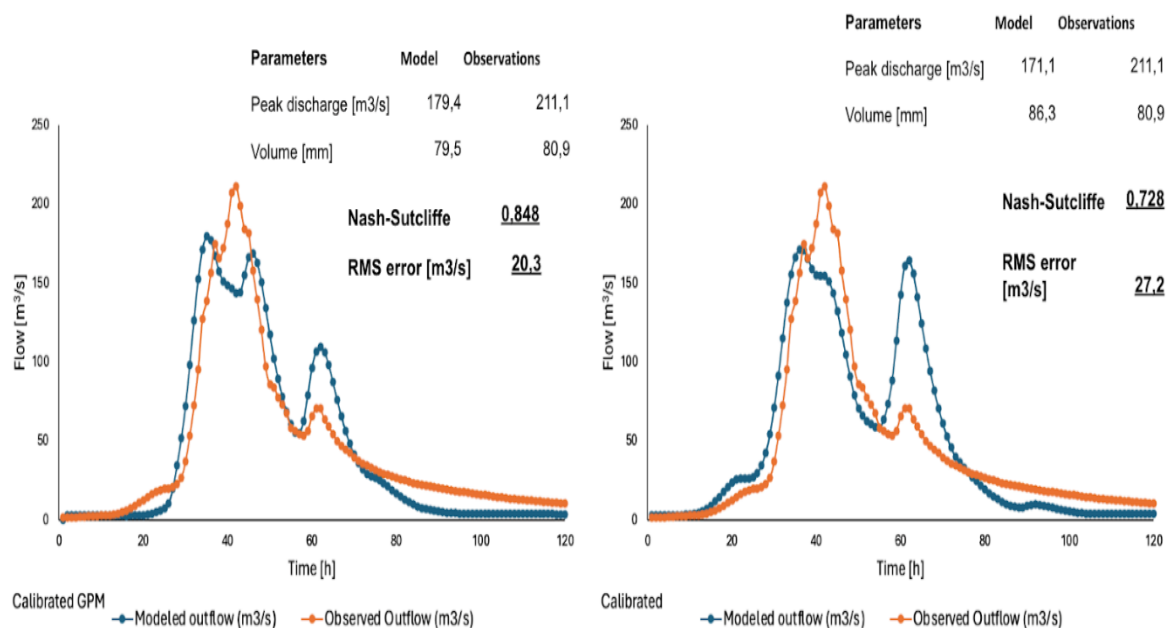 Parameters Model Observations
Peak discharge [m3/s] 179,4 211,1
Volume [mm] 79,5 80,9
Nash-Sutcliffe 0,848
RMS error [m3/s] 20,3
250
200
150
100
50
0
Flow [m³/s]
0 20 40 60 80 100 120
Time [h]
Calibrated GPM
Modeled outflow (m3/s) Observed Outflow (m3/s)
Parameters Model Observations
Peak discharge [m3/s] 171,1 211,1
Volume [mm] 86,3 80,9
Nash-Sutcliffe 0,728
RMS error
[m3/s] 27,2
250
200
150
100
50
0
Flow [m³/s]
0 20 40 60 80 100 120
Time [h]
Calibrated
Modeled outflow (m3/s) Observed Outflow (m3/s)